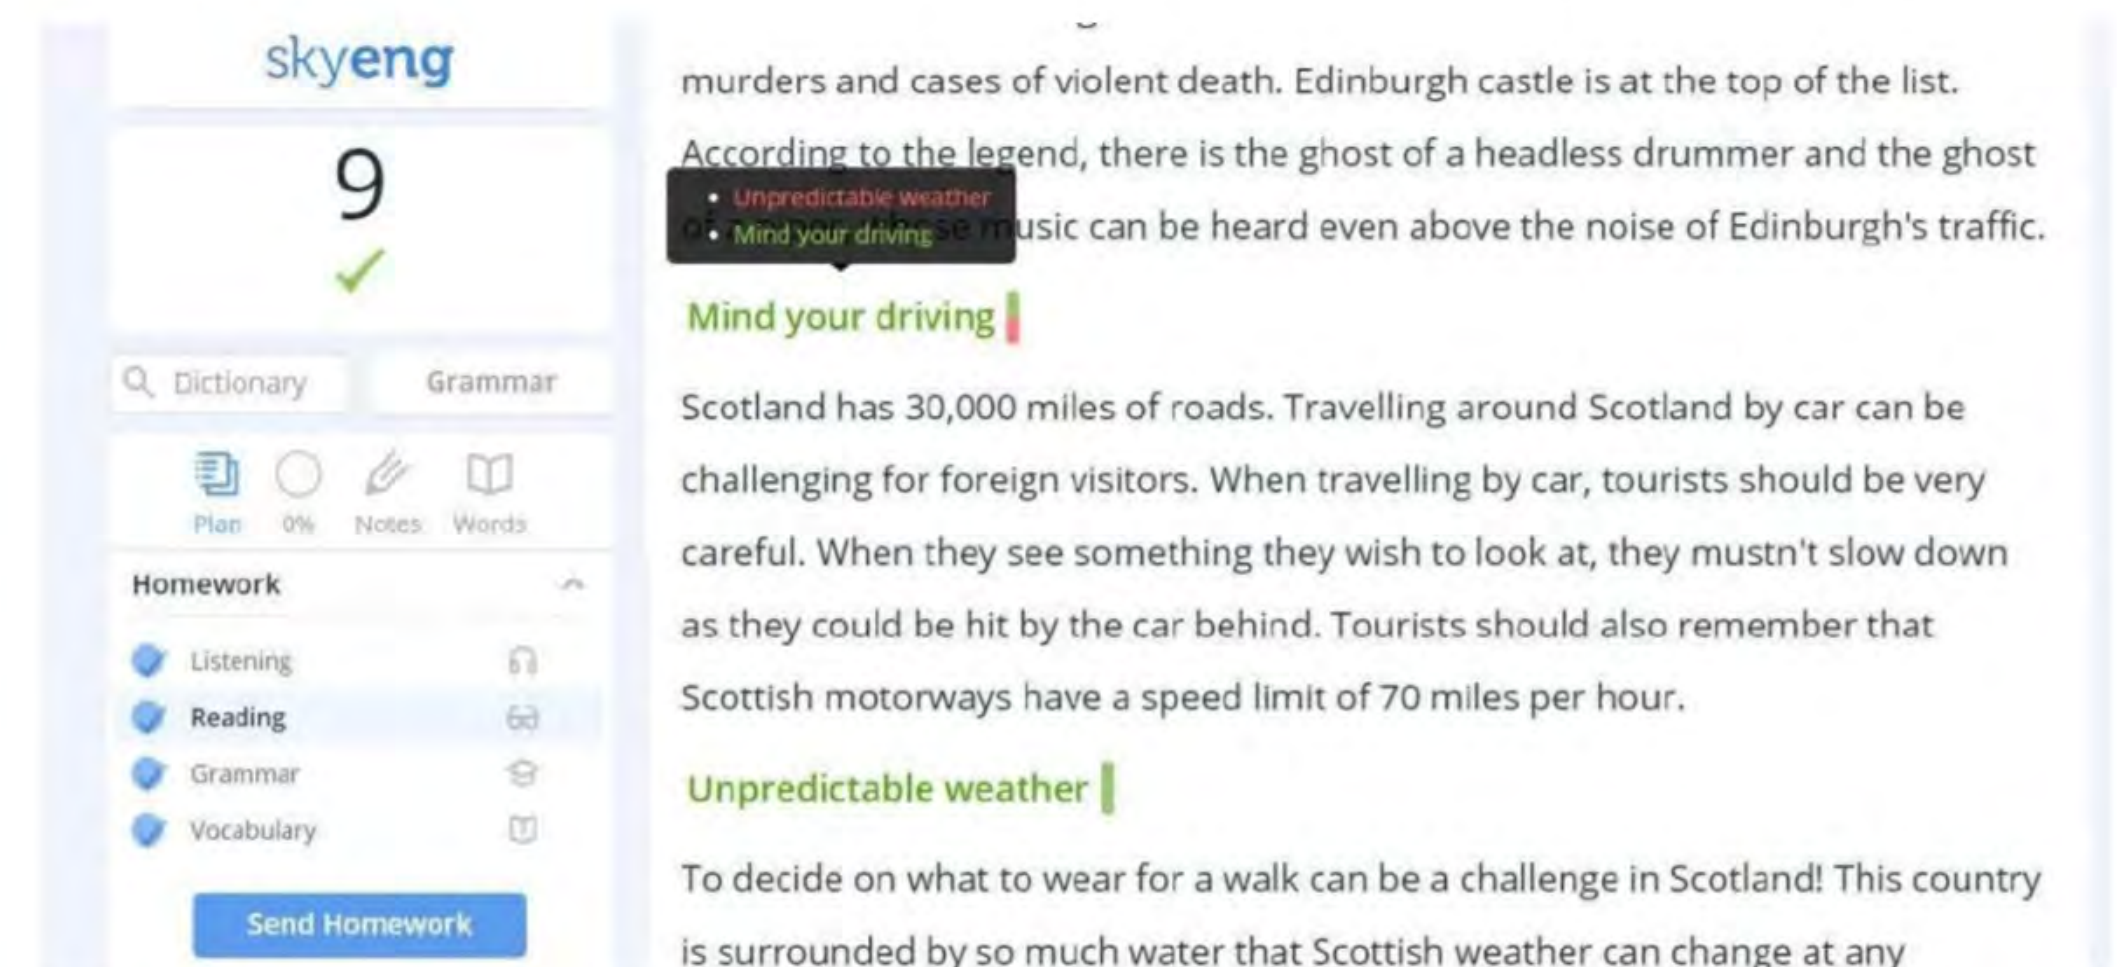 skyeng
9
Dictionary
Grammar
Plan
0%
Notes
Words
Homework
Listening
Reading
Grammar
Vocabulary
Send Homework
murders and cases of violent death. Edinburgh castle is at the top of the list.
According to the legend, there is the ghost of a headless drummer and the ghost
music can be heard even above the noise of Edinburgh's traffic.
• Unpredictable weather
• Mind your driving
Mind your driving
Scotland has 30,000 miles of roads. Travelling around Scotland by car can be
challenging for foreign visitors. When travelling by car, tourists should be very
careful. When they see something they wish to look at, they mustn't slow down
as they could be hit by the car behind. Tourists should also remember that
Scottish motorways have a speed limit of 70 miles per hour.
Unpredictable weather
To decide on what to wear for a walk can be a challenge in Scotland! This country
is surrounded by so much water that Scottish weather can change at any